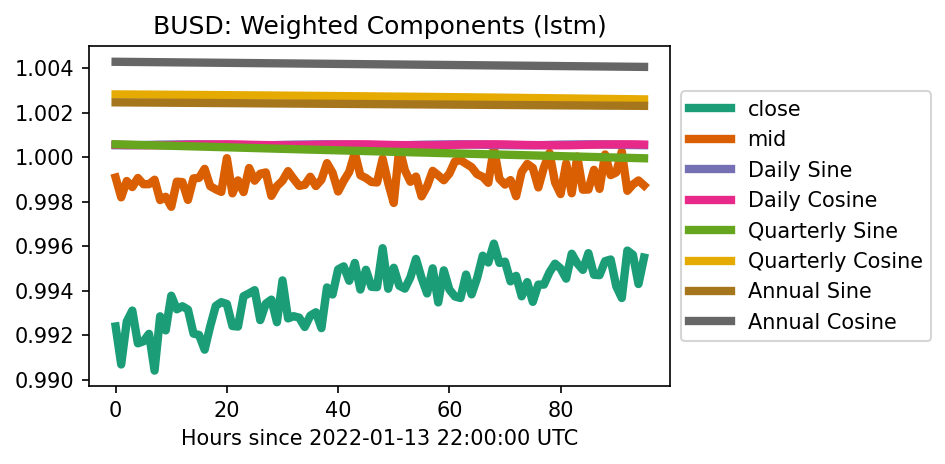 BUSD: Weighted Components (lstm)
1.004
1.002
1.000
0.998
0.996
0.994
0.992
0.990
0
20
40
60
80
Hours since 2022-01-13 22:00:00 UTC
close
mid
Daily Sine
Daily Cosine
Quarterly Sine
Quarterly Cosine
Annual Sine
Annual Cosine